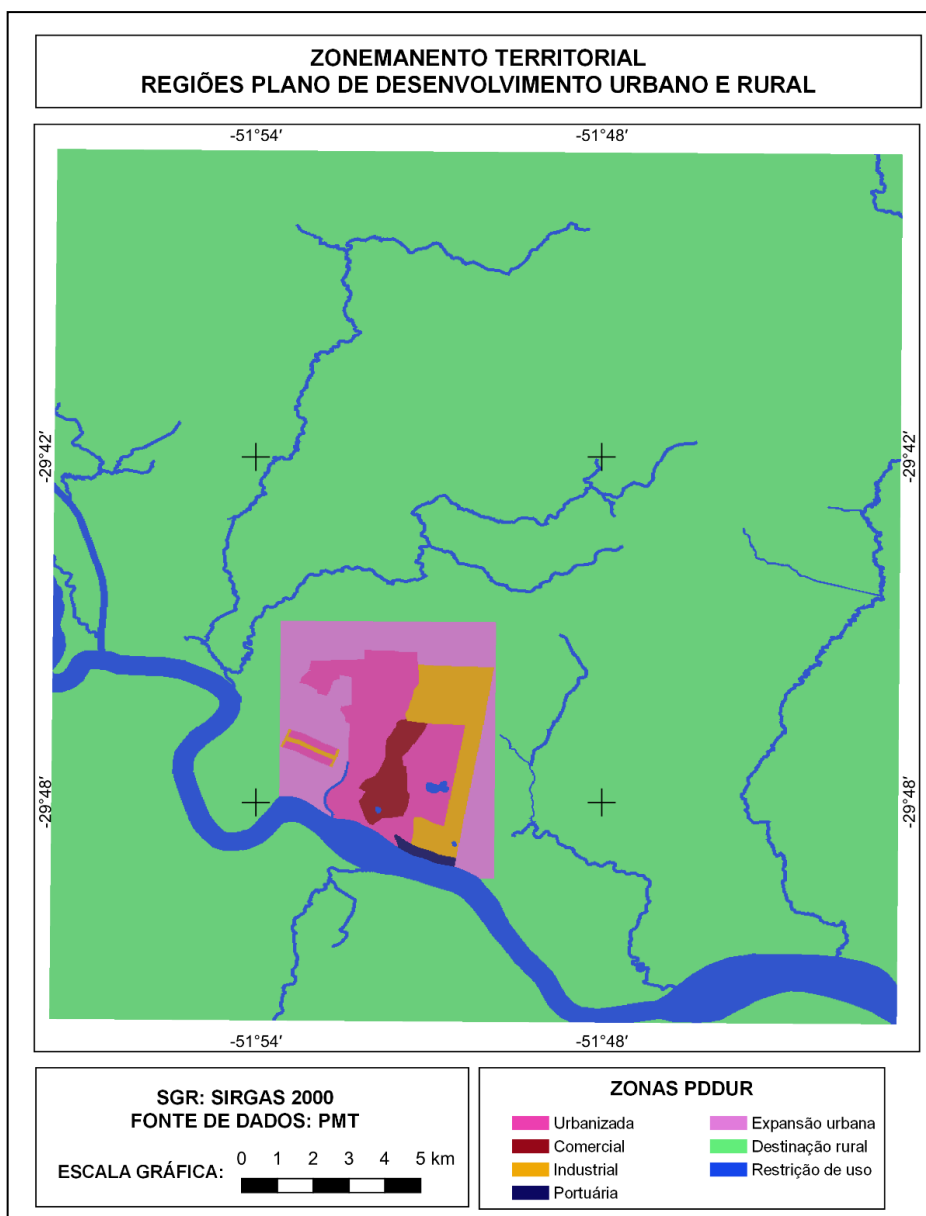 ZONEMANENTO TERRITORIAL
REGIÕES PLANO DE DESENVOLVIMENTO URBANO E RURAL
-51°54′ -51°48′
-29°42′ -29°42′
-29°48′ -29°48′
-51°54′ -51°48′
SGR: SIRGAS 2000
FONTE DE DADOS: PMT
ESCALA GRÁFICA: 0 1 2 3 4 5 km
ZONAS PDDUR
Urbanizada
Comercial
Industrial
Portuária
Expansão urbana
Destinação rural
Restrição de uso